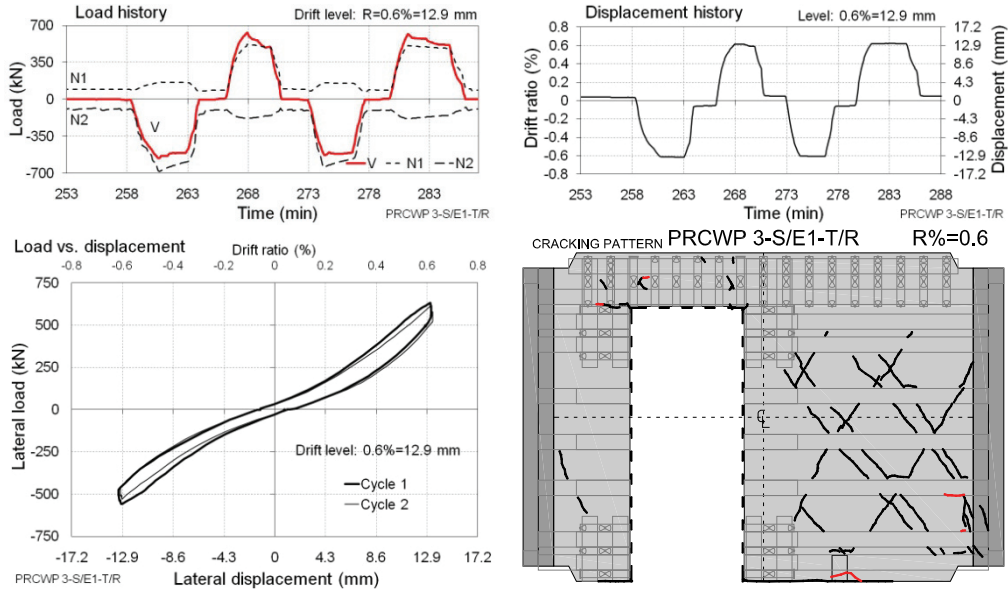 Load history
Drift level: R=0.6%=12.9 mm
700
350
0
-350
-700
Load (kN)
N1
N2
V
V N1 N2
253 258 263 268 273 278 283
Time (min)
PRCWP 3-S/E1-T/R
Displacement history
Level: 0.6%=12.9 mm
0.8
0.6
0.4
0.2
0
-0.2
-0.4
-0.6
-0.8
Drift ratio (%)
17.2
12.9
8.6
4.3
0
-4.3
-8.6
-12.9
-17.2
Displacement (mm)
253 258 263 268 273 278 283 288
Time (min)
PRCWP 3-S/E1-T/R
Load vs. displacement
Drift ratio (%)
-0.8 -0.6 -0.4 -0.2 0 0.2 0.4 0.6 0.8
750
500
250
0
-250
-500
-750
Lateral load (kN)
Drift level: 0.6%=12.9 mm
Cycle 1
Cycle 2
-17.2 -12.9 -8.6 -4.3 0 4.3 8.6 12.9 17.2
PRCWP 3-S/E1-T/R
Lateral displacement (mm)
CRACKING PATTERN PRCWP 3-S/E1-T/R R%=0.6
℄